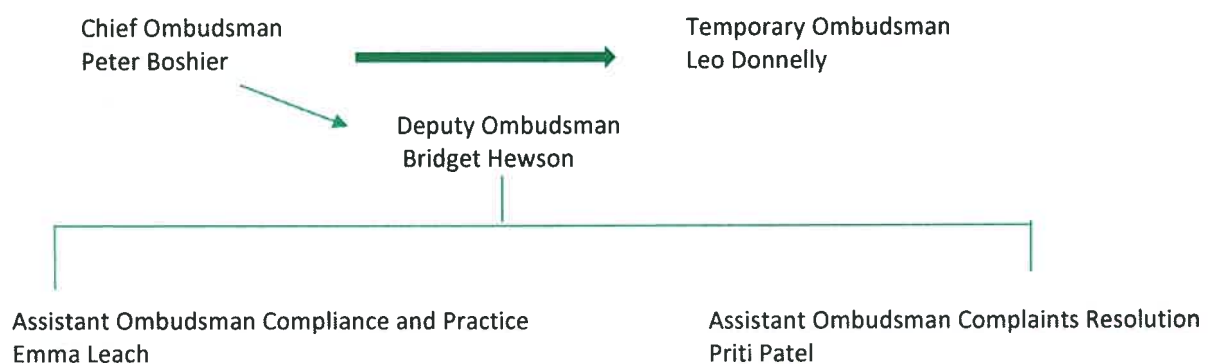 Chief Ombudsman
Peter Boshier
Temporary Ombudsman
Leo Donnelly
Deputy Ombudsman
Bridget Hewson
Assistant Ombudsman Compliance and Practice
Emma Leach
Assistant Ombudsman Complaints Resolution
Priti Patel